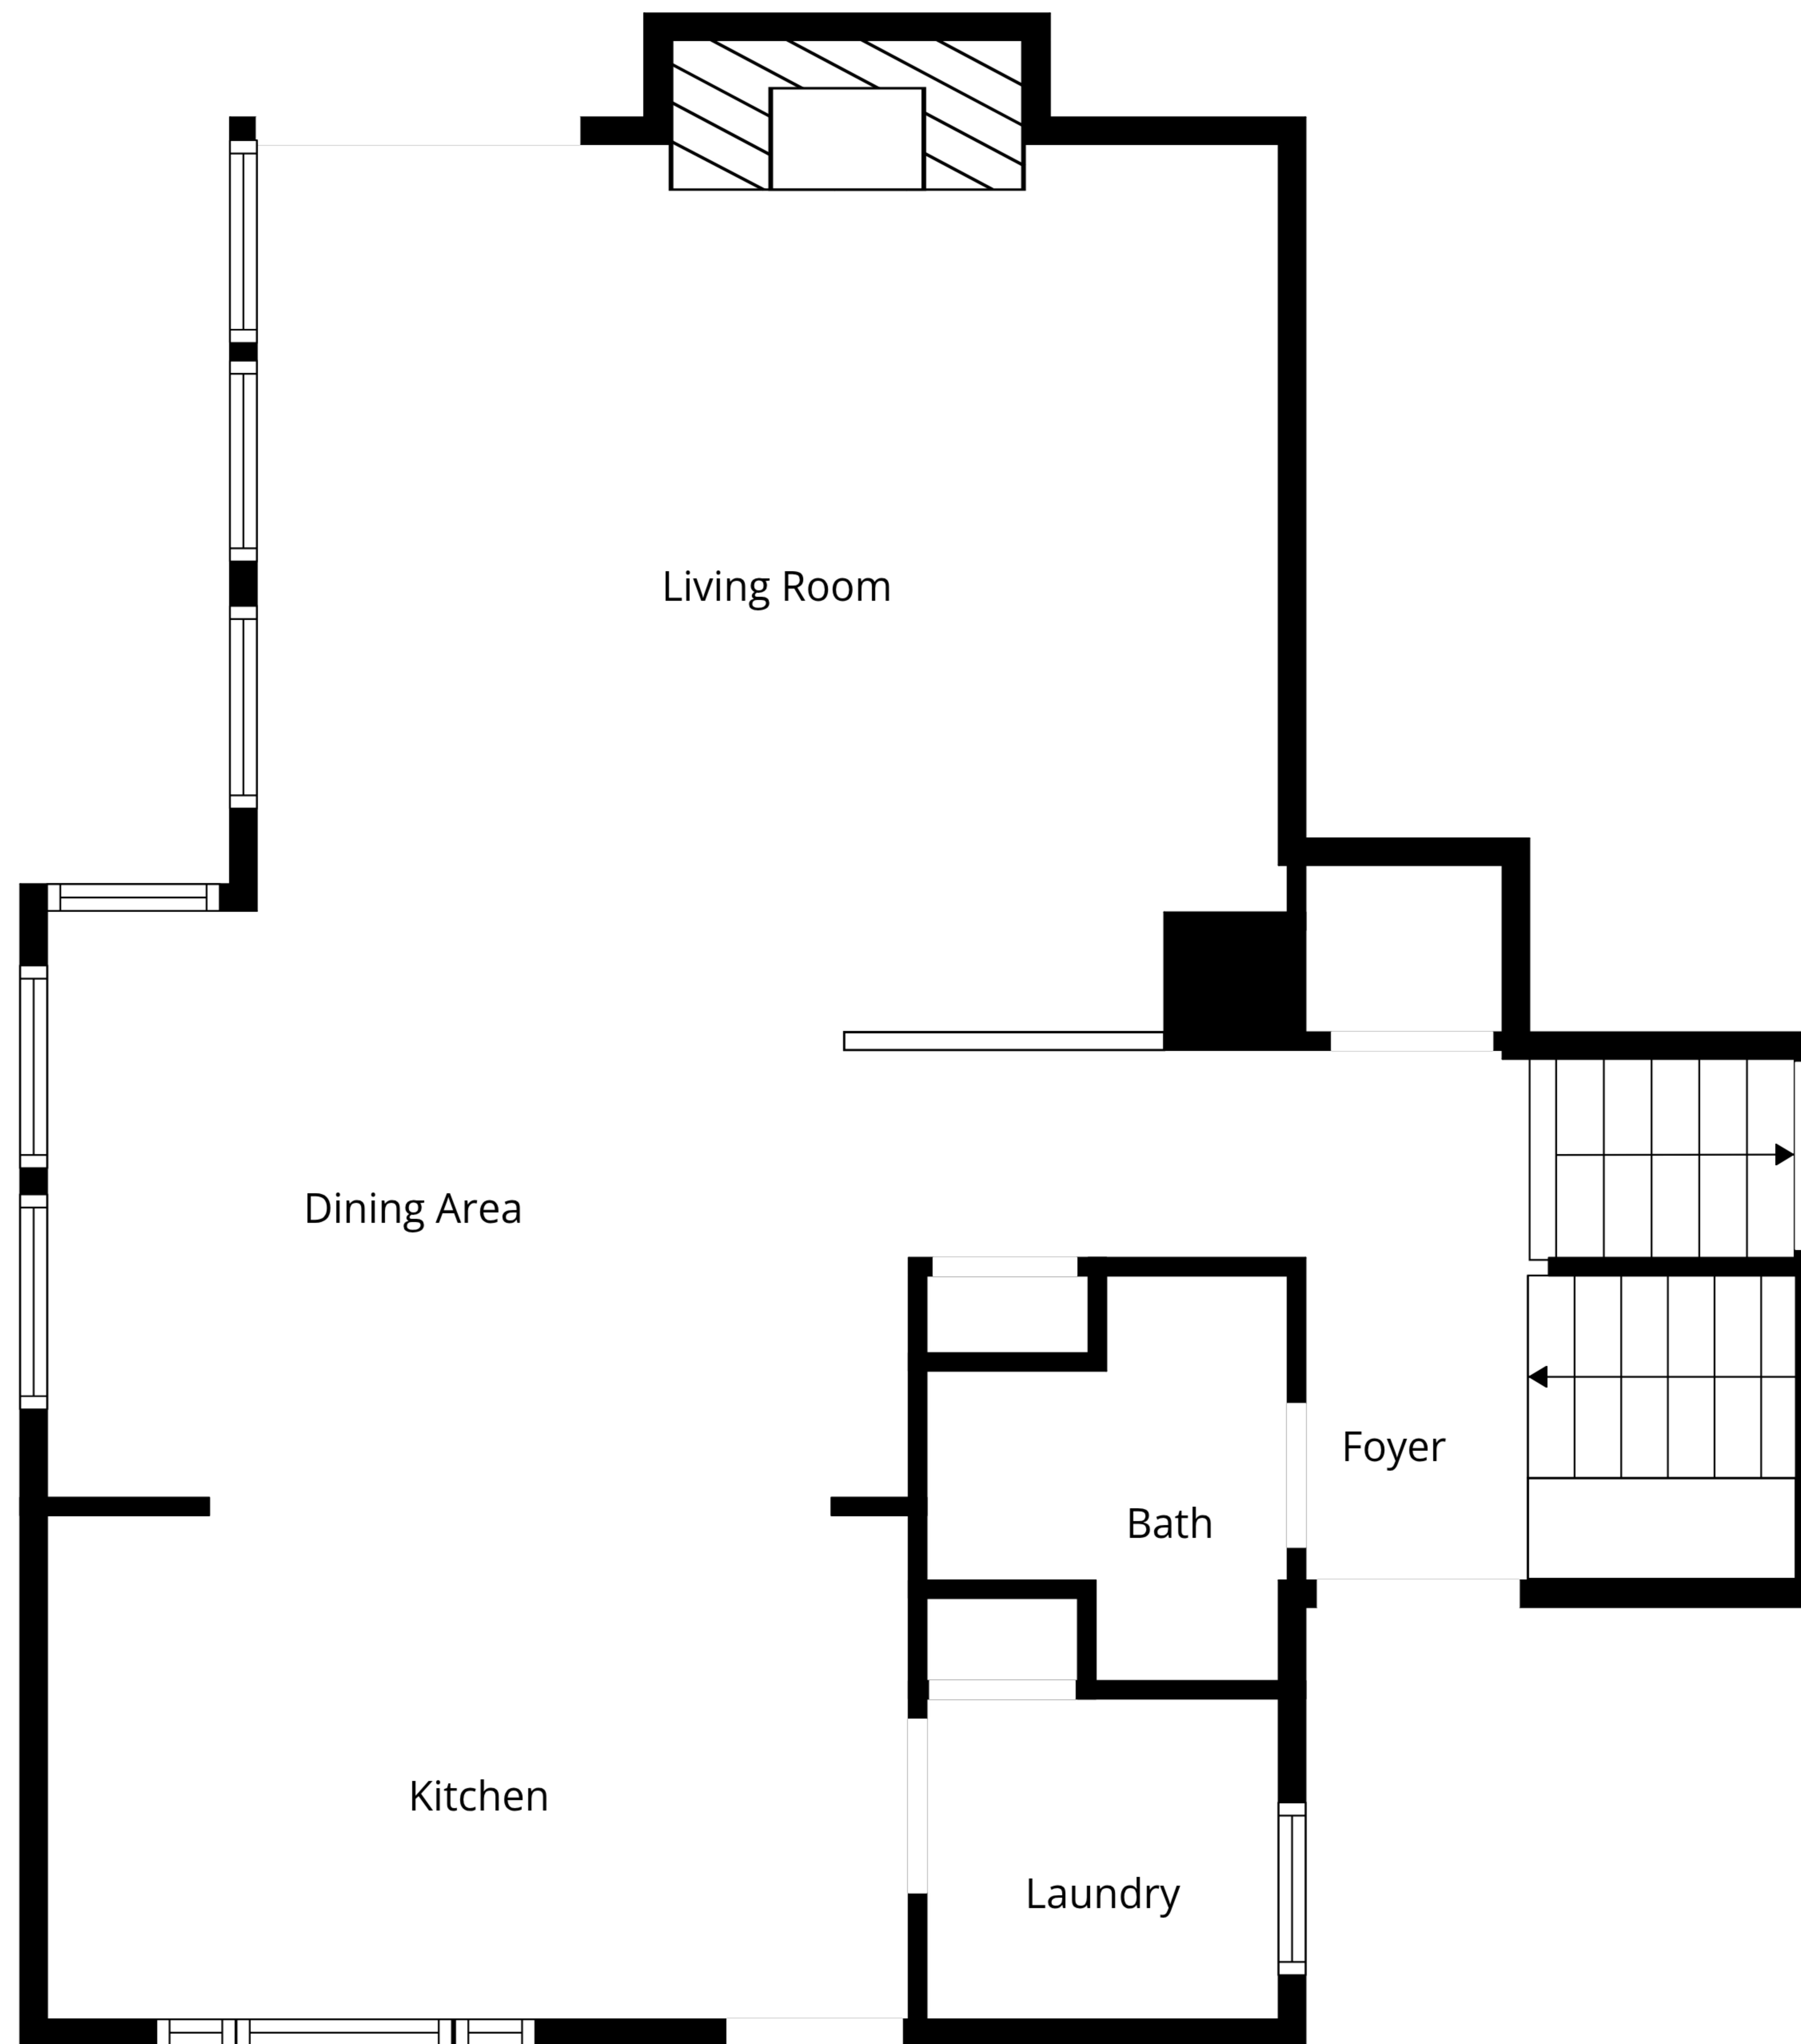 Living Room
Dining Area
Foyer
Bath
Kitchen
Laundry